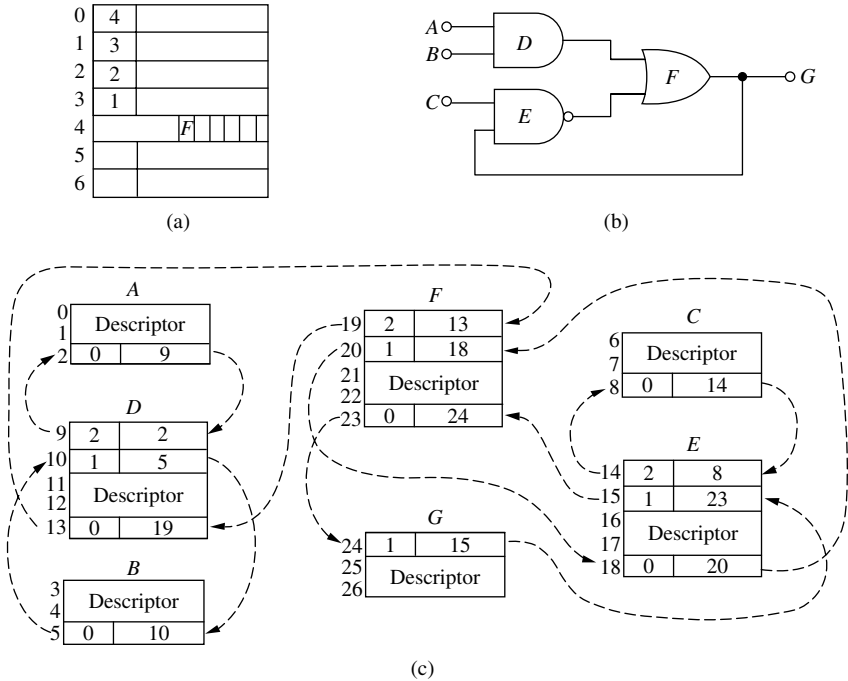 0 4
1 3
2 2
3 1
4 F
5
6
(a)
A
B
C
D
E
F
G
(b)
A
0
1
Descriptor
2 0 9
D
9 2 2
10 1 5
11
12
Descriptor
13 0 19
B
3
4
Descriptor
5 0 10
F
19 2 13
20 1 18
21
22
Descriptor
23 0 24
G
24 1 15
25
26
Descriptor
C
6
7
Descriptor
8 0 14
E
14 2 8
15 1 23
16
17
Descriptor
18 0 20
(c)